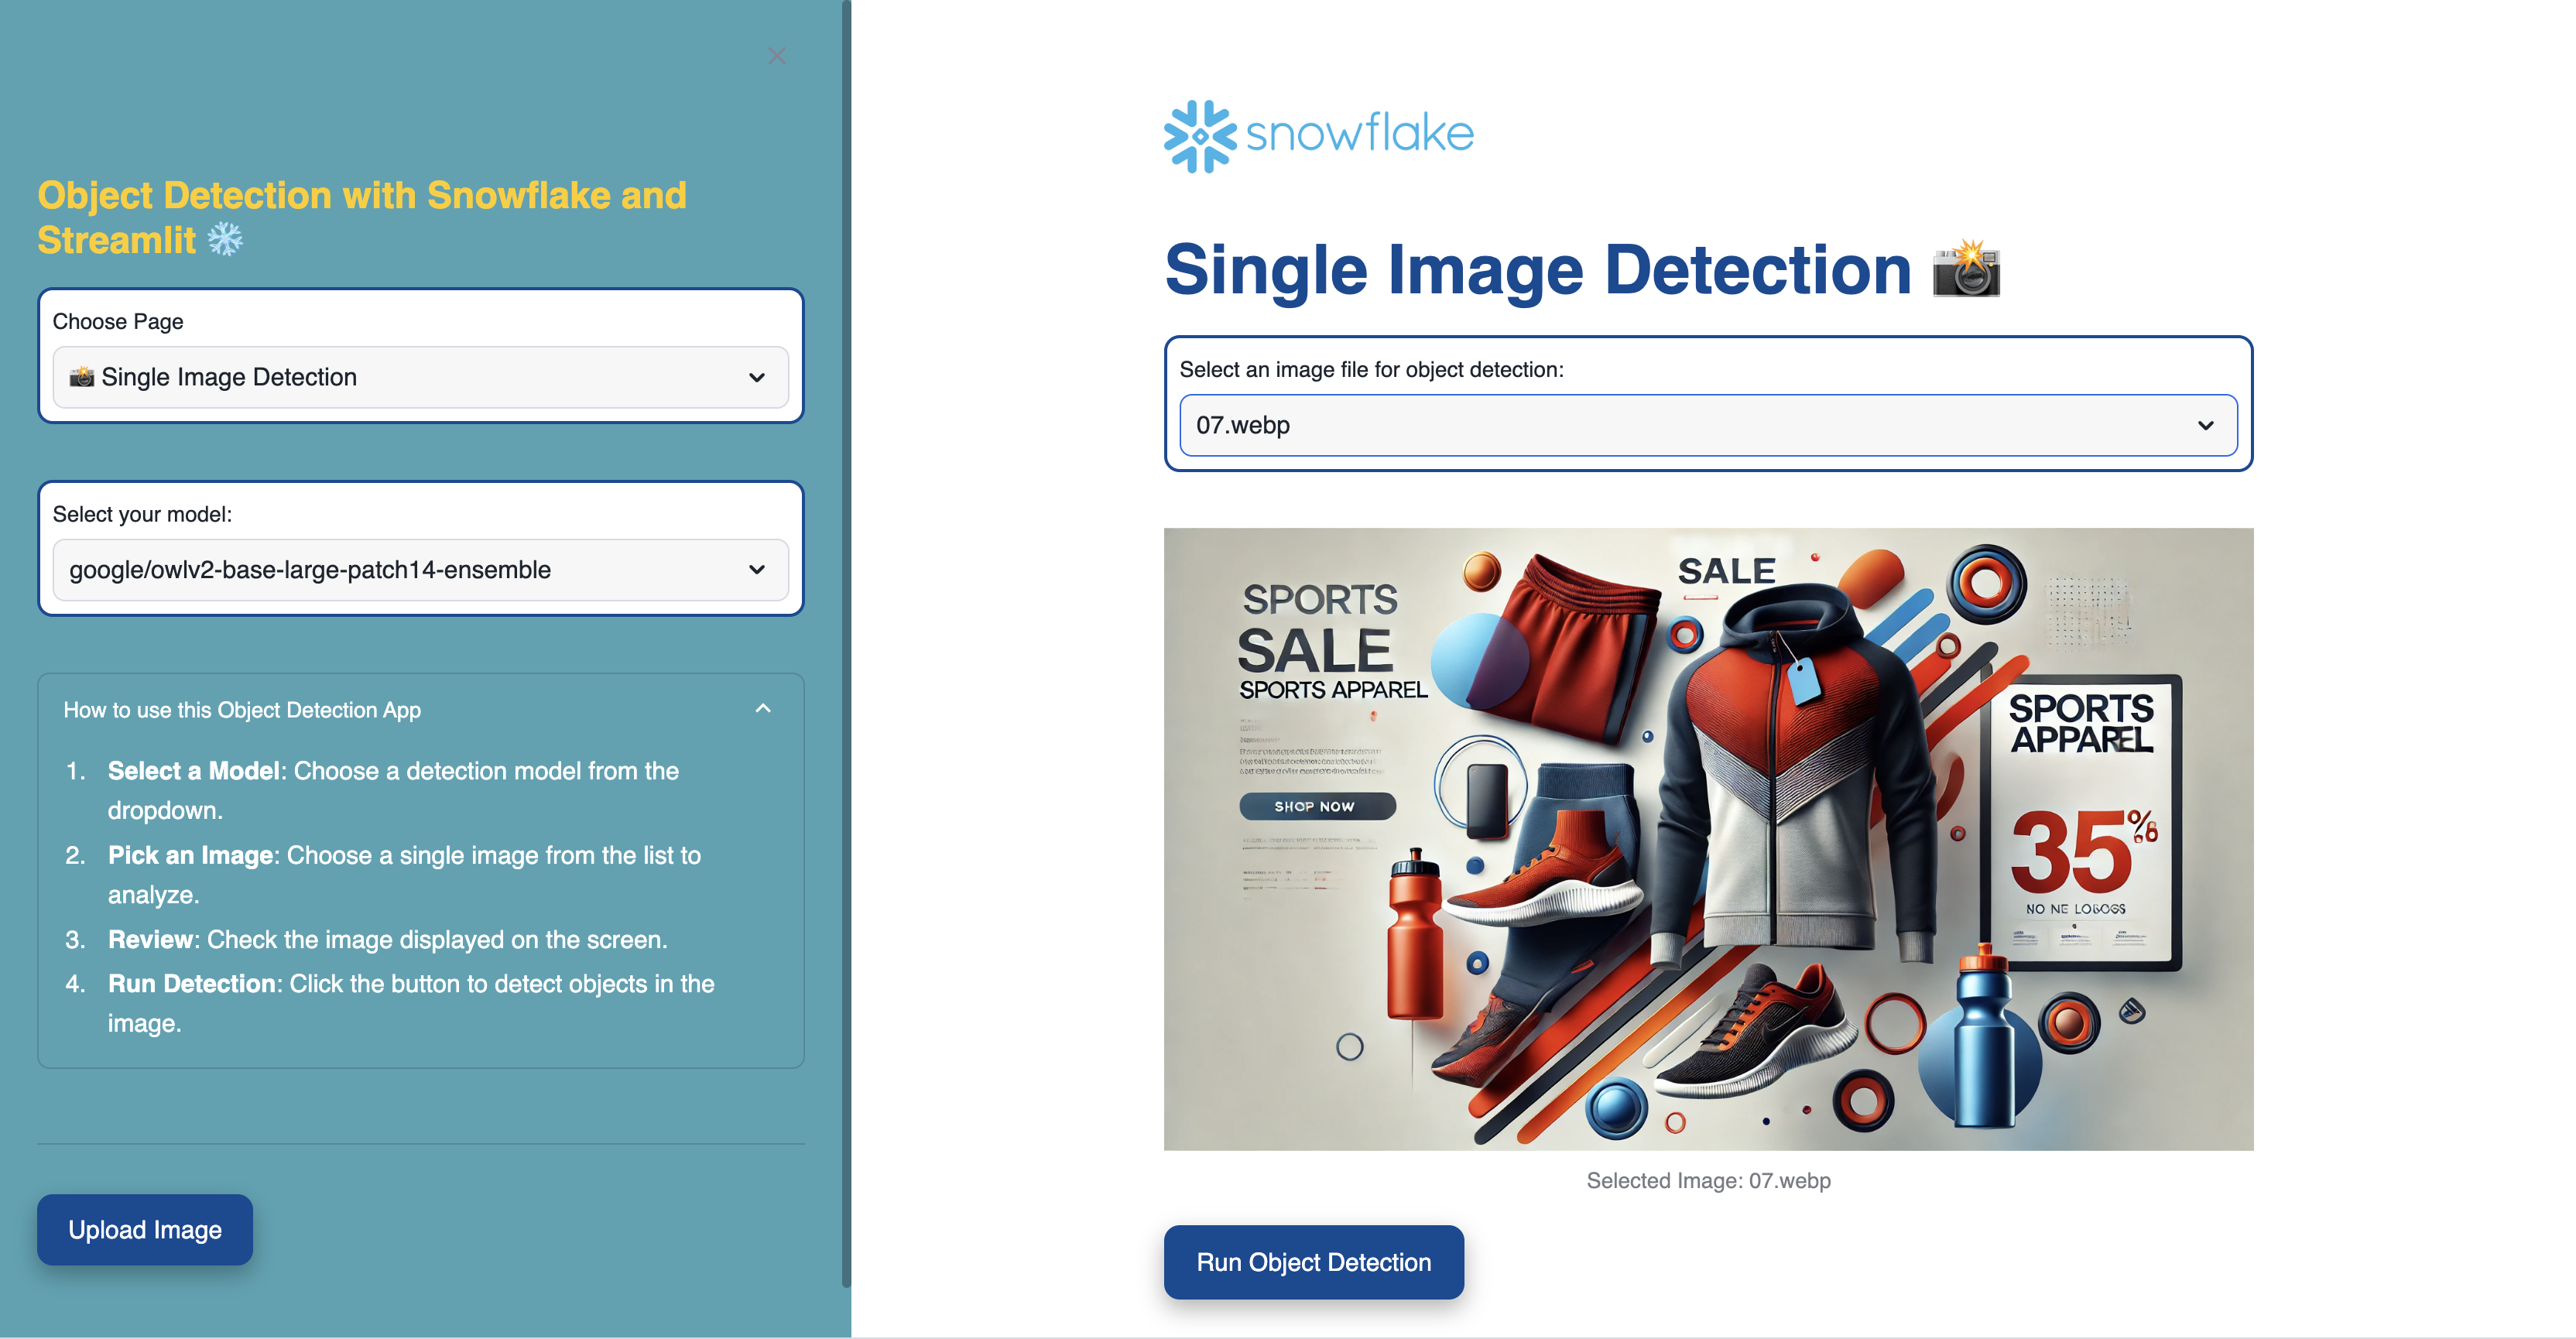 Object Detection with Snowflake and
Streamlit ❄️
Choose Page
📸 Single Image Detection
Select your model:
google/owlv2-base-large-patch14-ensemble
How to use this Object Detection App
1. Select a Model: Choose a detection model from the
dropdown.
2. Pick an Image: Choose a single image from the list to
analyze.
3. Review: Check the image displayed on the screen.
4. Run Detection: Click the button to detect objects in the
image.
Upload Image
snowflake
Single Image Detection 📸
Select an image file for object detection:
07.webp
SPORTS
SALE
SPORTS APPAREL
SHOP NOW
SALE
SPORTS
APPAREL
35%
NO NE LOBOGS
Selected Image: 07.webp
Run Object Detection